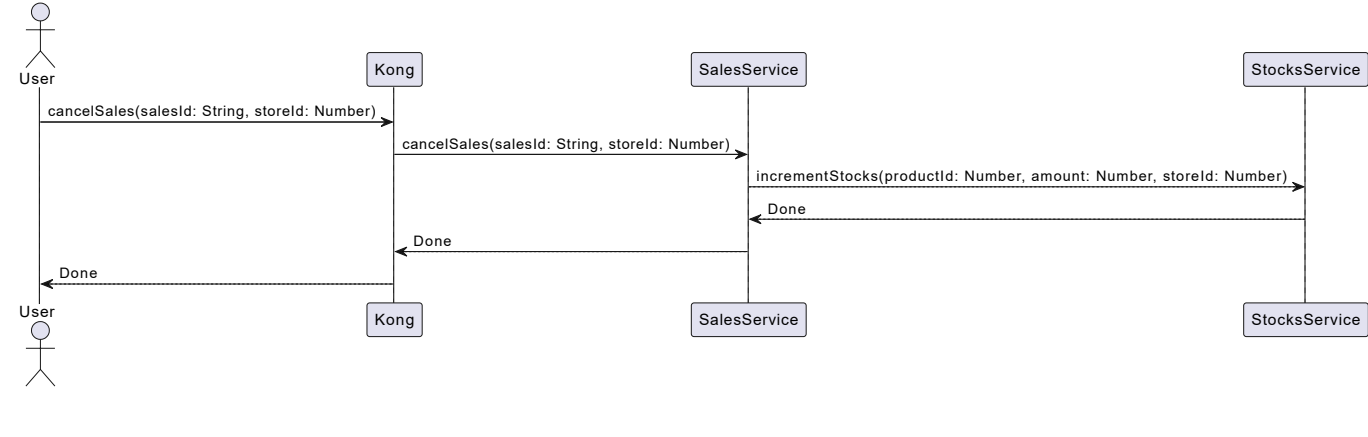 User
Kong
SalesService
StocksService
cancelSales(salesId: String, storeId: Number)
cancelSales(salesId: String, storeId: Number)
incrementStocks(productId: Number, amount: Number, storeId: Number)
Done
Done
Done
User
Kong
SalesService
StocksService